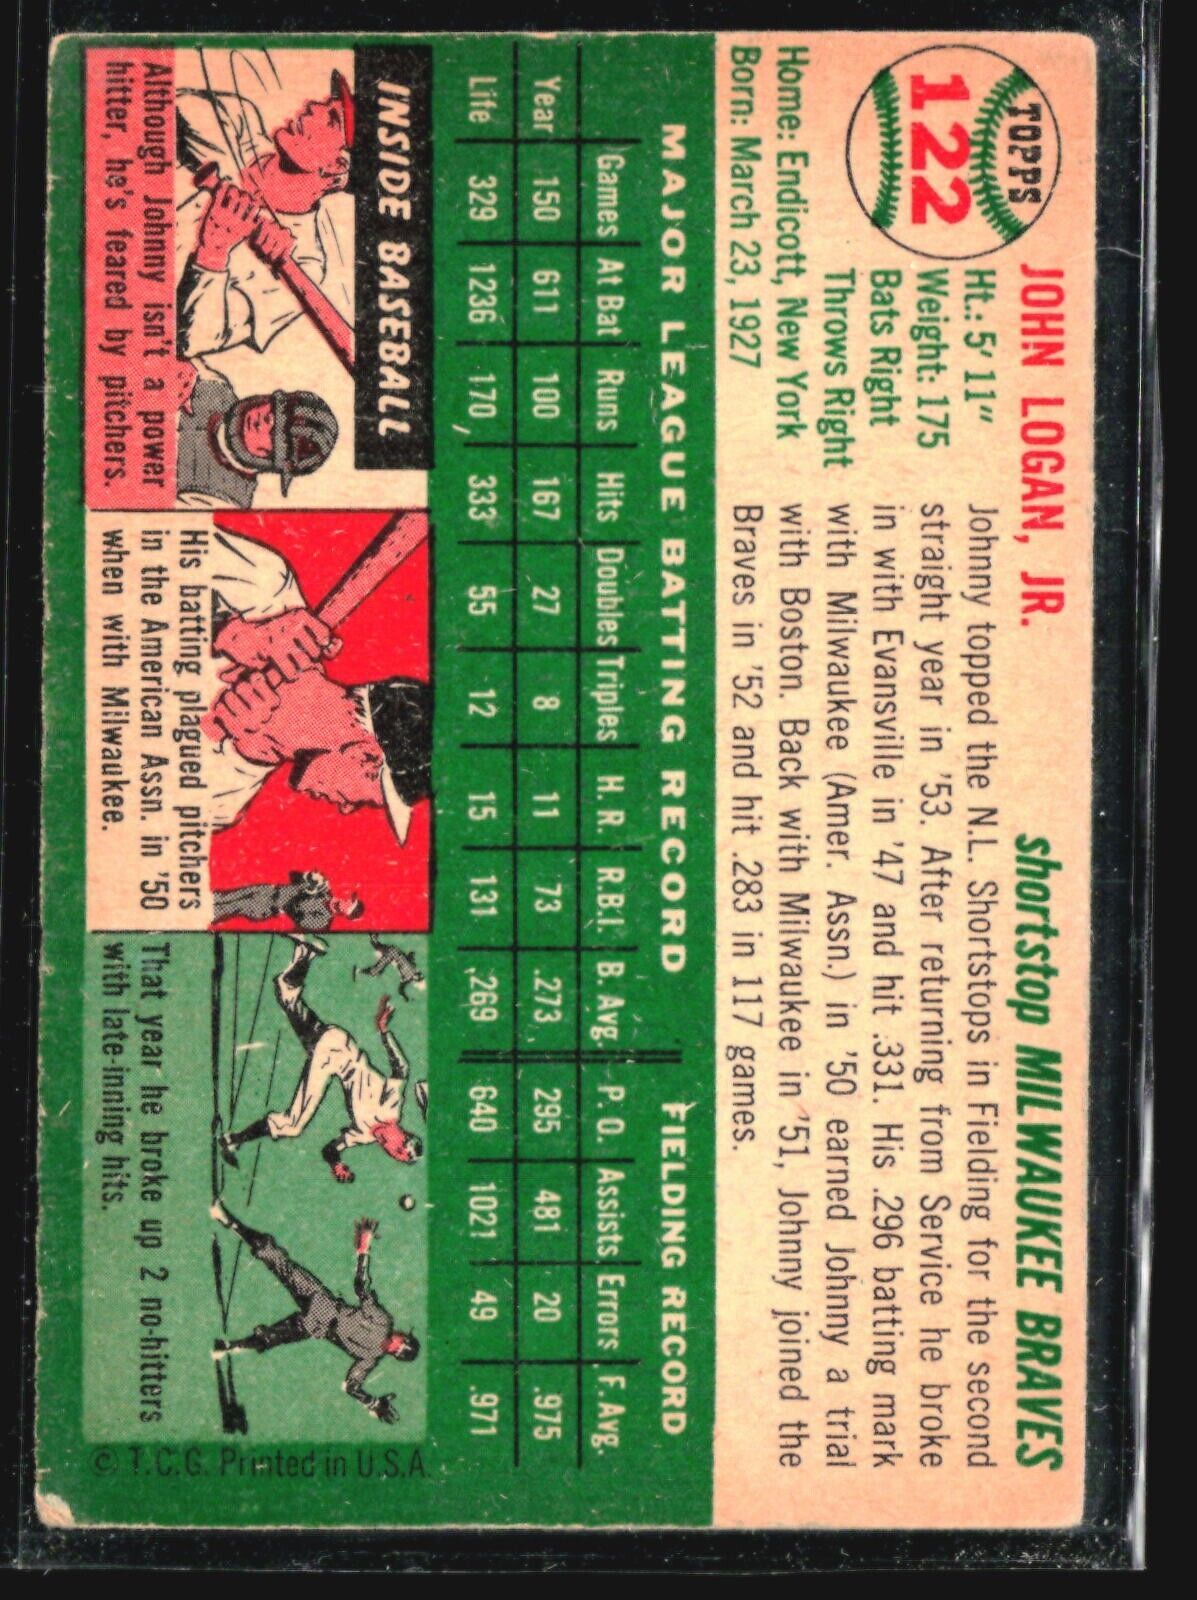 TOPPS
122
JOHN LOGAN, JR.
shortstop MILWAUKEE BRAVES
Ht.: 5' 11"
Weight: 175
Bats Right
Throws Right
Home: Endicott, New York
Born: March 23, 1927
Johnny topped the N.L. Shortstops in Fielding for the second
straight year in '53. After returning from Service he broke
in with Evansville in '47 and hit .331. His .296 batting mark
with Milwaukee (Amer. Assn.) in '50 earned Johnny a trial
with Boston. Back with Milwaukee in '51, Johnny joined the
Braves in '52 and hit .283 in 117 games.
MAJOR LEAGUE BATTING RECORD FIELDING RECORD
Games At Bat Runs Hits Doubles Triples H. R. R.B.I. B. Avg. P. O. Assists Errors F. Avg.
Year 150 611 100 167 27 8 11 73 .273 295 481 20 .975
Life 329 1236 170 333 55 12 15 131 .269 640 1021 49 .971
INSIDE BASEBALL
Although Johnny isn't a power
hitter, he's feared by pitchers.
His batting plagued pitchers
in the American Assn. in '50
when with Milwaukee.
That year he broke up 2 no-hitters
with late-inning hits.
© T.C.G. Printed in U.S.A.